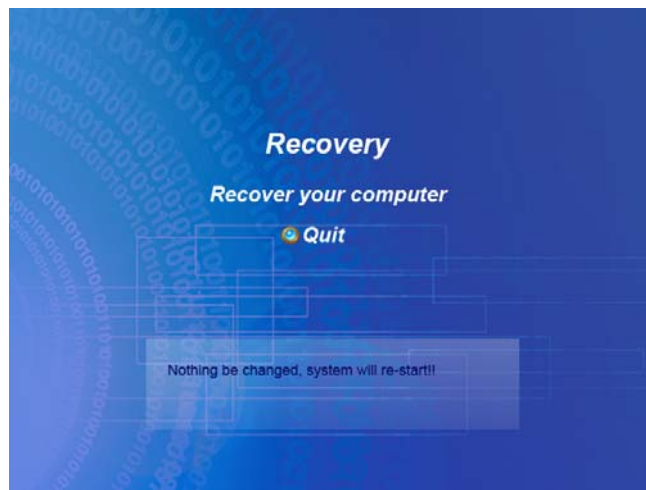 Recovery
Recover your computer
Quit
Nothing be changed, system will re-start!!